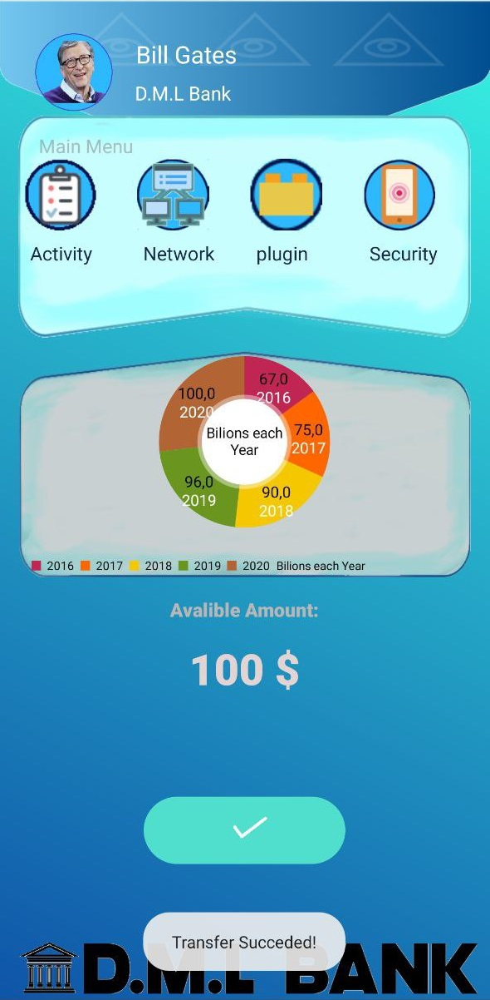 Bill Gates
D.M.L Bank
Main Menu
Activity
Network
plugin
Security
67,0
2016
75,0
2017
90,0
2018
96,0
2019
100,0
2020
Bilions each
Year
2016 2017 2018 2019 2020 Bilions each Year
Avalible Amount:
100 $
Transfer Succeded!
D.M.L BANK